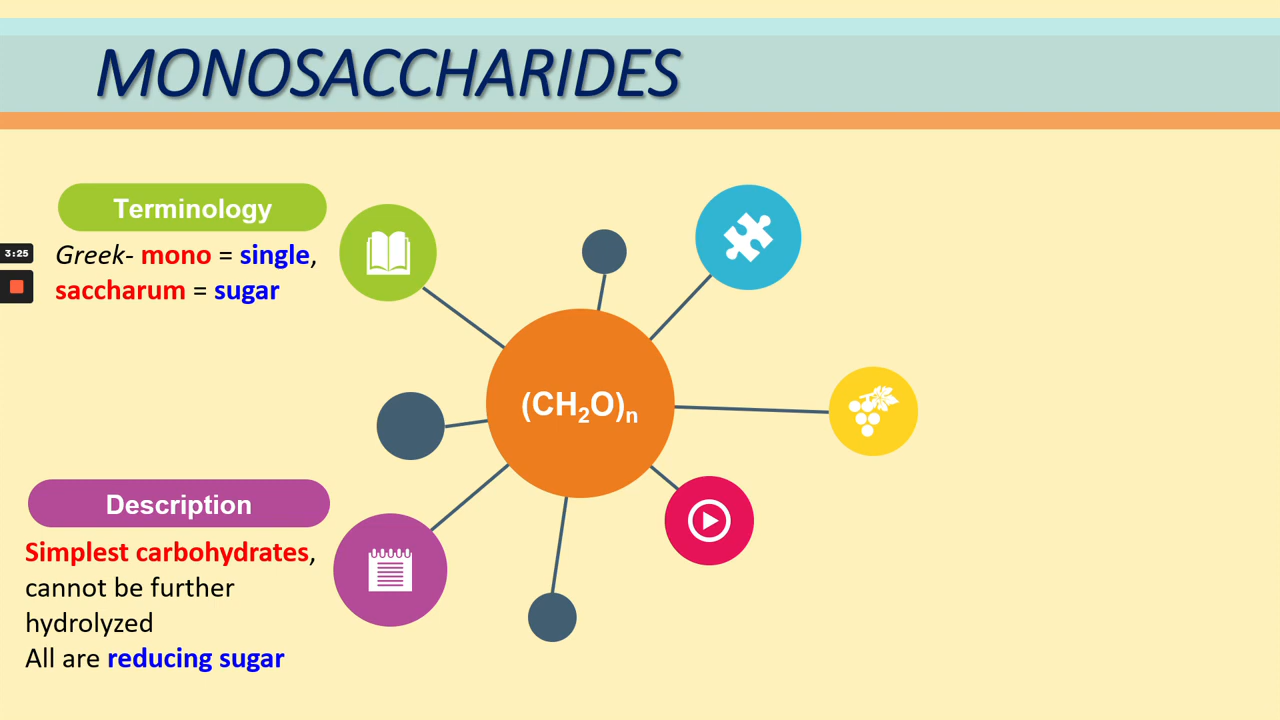 MONOSACCHARIDES
Terminology
3:25
Greek- mono = single,
saccharum = sugar
(CH₂O)ₙ
Description
Simplest carbohydrates,
cannot be further
hydrolyzed
All are reducing sugar